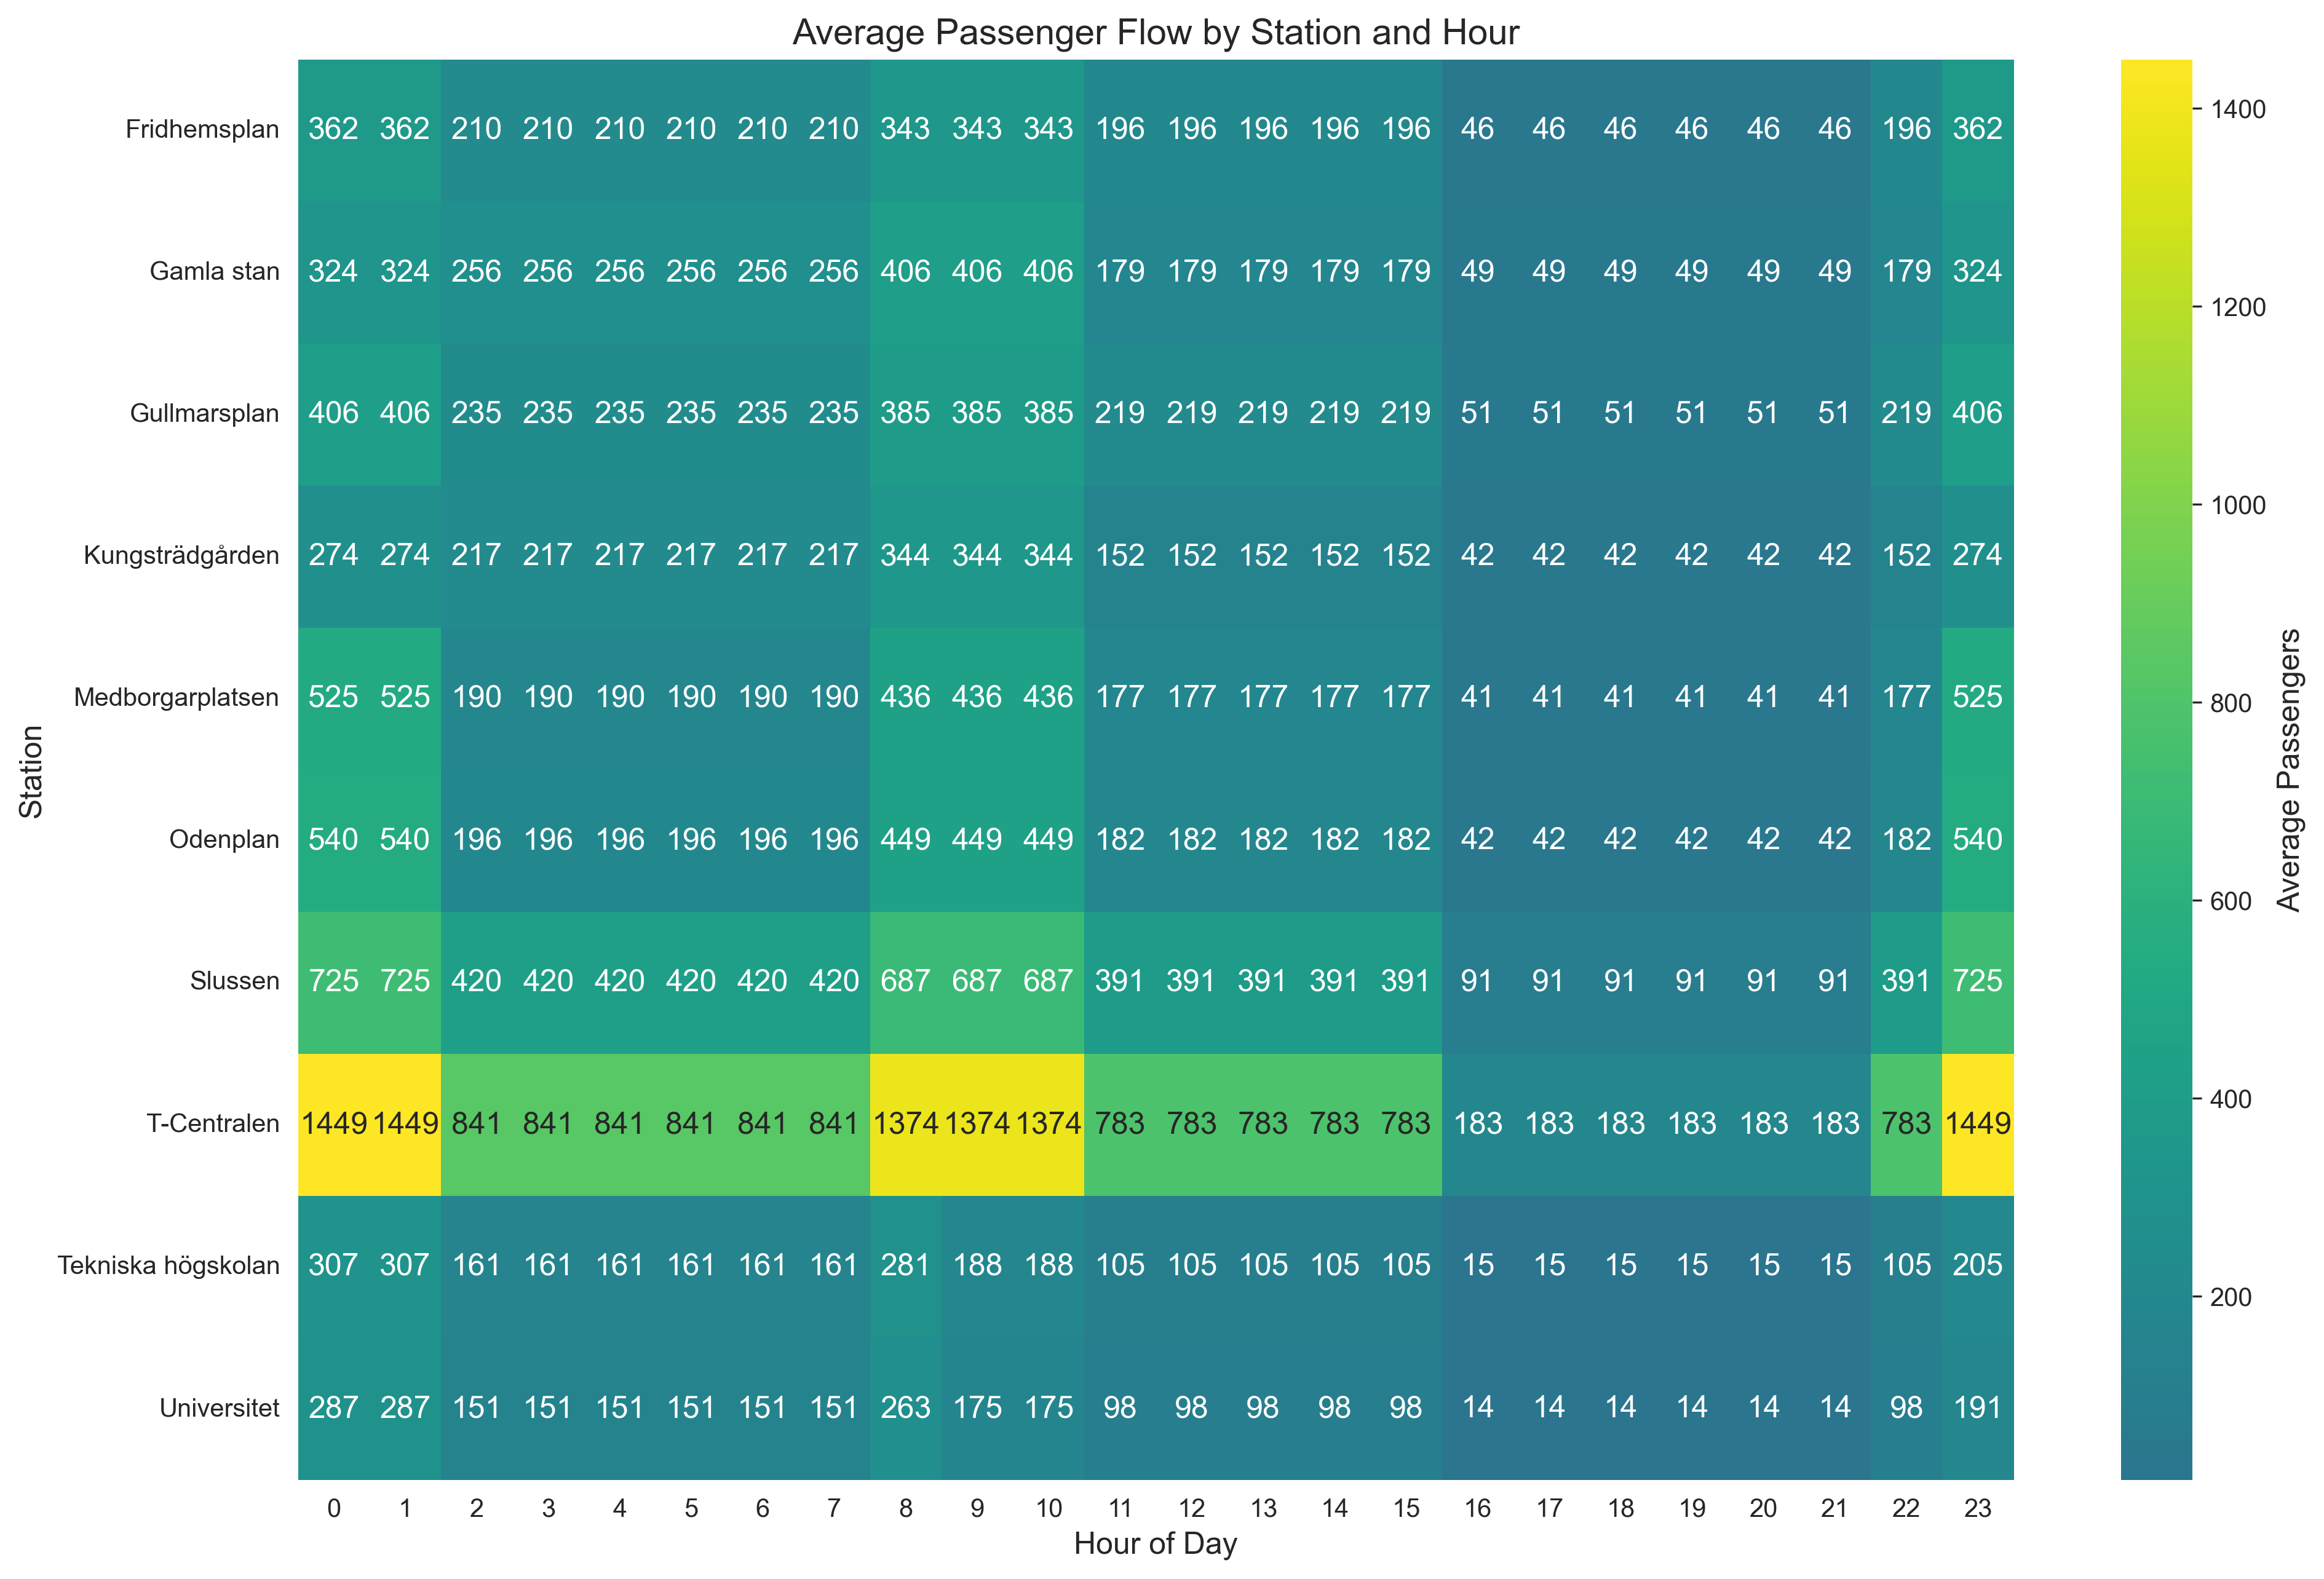 Average Passenger Flow by Station and Hour
Fridhemsplan 362 362 210 210 210 210 210 210 343 343 343 196 196 196 196 196 46 46 46 46 46 46 196 362
Gamla stan 324 324 256 256 256 256 256 256 406 406 406 179 179 179 179 179 49 49 49 49 49 49 179 324
Gullmarsplan 406 406 235 235 235 235 235 235 385 385 385 219 219 219 219 219 51 51 51 51 51 51 219 406
Kungsträdgården 274 274 217 217 217 217 217 217 344 344 344 152 152 152 152 152 42 42 42 42 42 42 152 274
Medborgarplatsen 525 525 190 190 190 190 190 190 436 436 436 177 177 177 177 177 41 41 41 41 41 41 177 525
Odenplan 540 540 196 196 196 196 196 196 449 449 449 182 182 182 182 182 42 42 42 42 42 42 182 540
Slussen 725 725 420 420 420 420 420 420 687 687 687 391 391 391 391 391 91 91 91 91 91 91 391 725
T-Centralen 1449 1449 841 841 841 841 841 841 1374 1374 1374 783 783 783 783 783 183 183 183 183 183 183 783 1449
Tekniska högskolan 307 307 161 161 161 161 161 161 281 188 188 105 105 105 105 105 15 15 15 15 15 15 105 205
Universitet 287 287 151 151 151 151 151 151 263 175 175 98 98 98 98 98 14 14 14 14 14 14 98 191
0 1 2 3 4 5 6 7 8 9 10 11 12 13 14 15 16 17 18 19 20 21 22 23
Hour of Day
Station
1400
1200
1000
800
600
400
200
Average Passengers